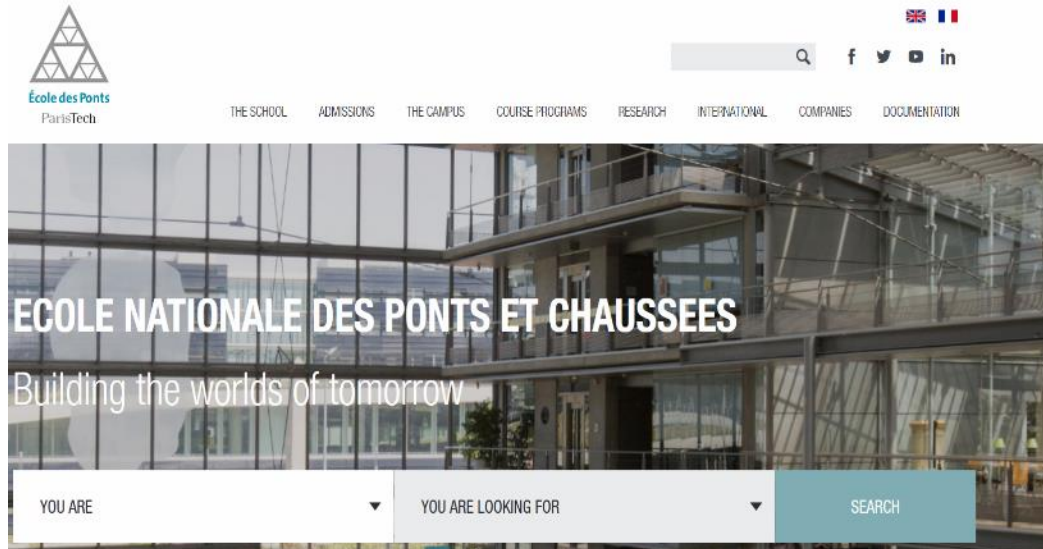 École des Ponts
ParisTech
THE SCHOOL ADMISSIONS THE CAMPUS COURSE PROGRAMS RESEARCH INTERNATIONAL COMPANIES DOCUMENTATION
ECOLE NATIONALE DES PONTS ET CHAUSSEES
Building the worlds of tomorrow
YOU ARE YOU ARE LOOKING FOR SEARCH